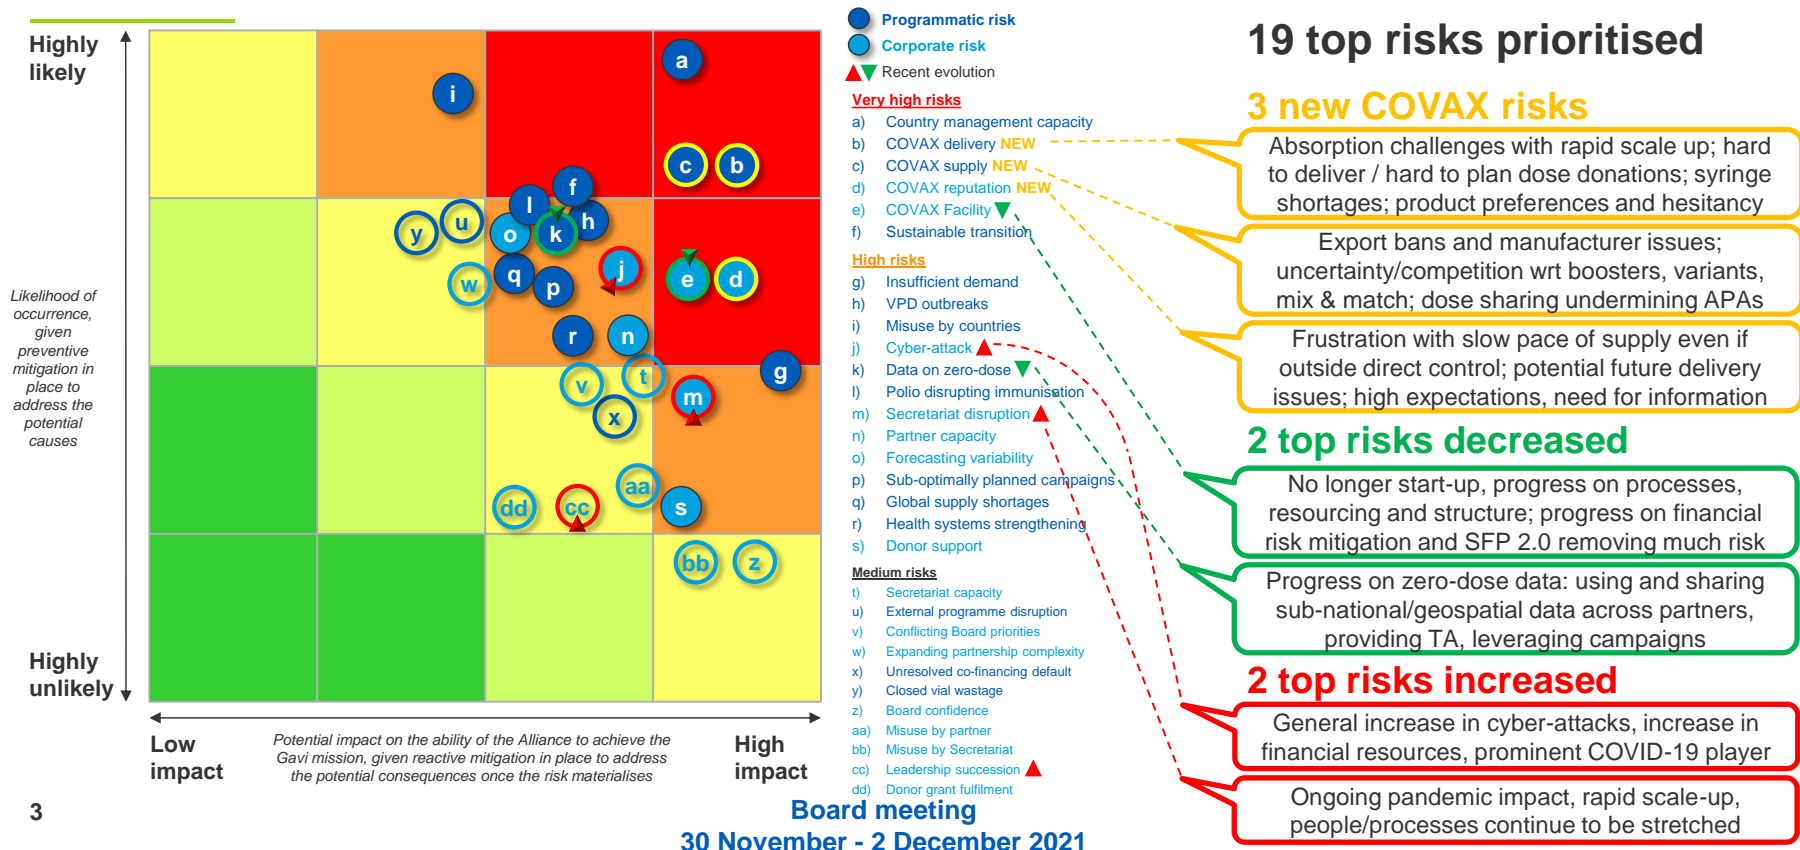 Highly
likely
Likelihood of
occurrence,
given
preventive
mitigation in
place to
address the
potential
causes
Highly
unlikely
a
i
c
b
f
l
u
y
o
k
h
w
q
p
j
e
d
r
n
g
v
t
x
m
aa
dd
cc
s
bb
z
Low
impact
Potential impact on the ability of the Alliance to achieve the
Gavi mission, given reactive mitigation in place to address
the potential consequences once the risk materialises
High
impact
Programmatic risk
Corporate risk
Recent evolution
Very high risks
a) Country management capacity
b) COVAX delivery NEW
c) COVAX supply NEW
d) COVAX reputation NEW
e) COVAX Facility
f) Sustainable transition
High risks
g) Insufficient demand
h) VPD outbreaks
i) Misuse by countries
j) Cyber-attack
k) Data on zero-dose
l) Polio disrupting immunisation
m) Secretariat disruption
n) Partner capacity
o) Forecasting variability
p) Sub-optimally planned campaigns
q) Global supply shortages
r) Health systems strengthening
s) Donor support
Medium risks
t) Secretariat capacity
u) External programme disruption
v) Conflicting Board priorities
w) Expanding partnership complexity
x) Unresolved co-financing default
y) Closed vial wastage
z) Board confidence
aa) Misuse by partner
bb) Misuse by Secretariat
cc) Leadership succession
dd) Donor grant fulfilment
19 top risks prioritised
3 new COVAX risks
Absorption challenges with rapid scale up; hard
to deliver / hard to plan dose donations; syringe
shortages; product preferences and hesitancy
Export bans and manufacturer issues;
uncertainty/competition wrt boosters, variants,
mix & match; dose sharing undermining APAs
Frustration with slow pace of supply even if
outside direct control; potential future delivery
issues; high expectations, need for information
2 top risks decreased
No longer start-up, progress on processes,
resourcing and structure; progress on financial
risk mitigation and SFP 2.0 removing much risk
Progress on zero-dose data: using and sharing
sub-national/geospatial data across partners,
providing TA, leveraging campaigns
2 top risks increased
General increase in cyber-attacks, increase in
financial resources, prominent COVID-19 player
Ongoing pandemic impact, rapid scale-up,
people/processes continue to be stretched
3
Board meeting
30 November - 2 December 2021